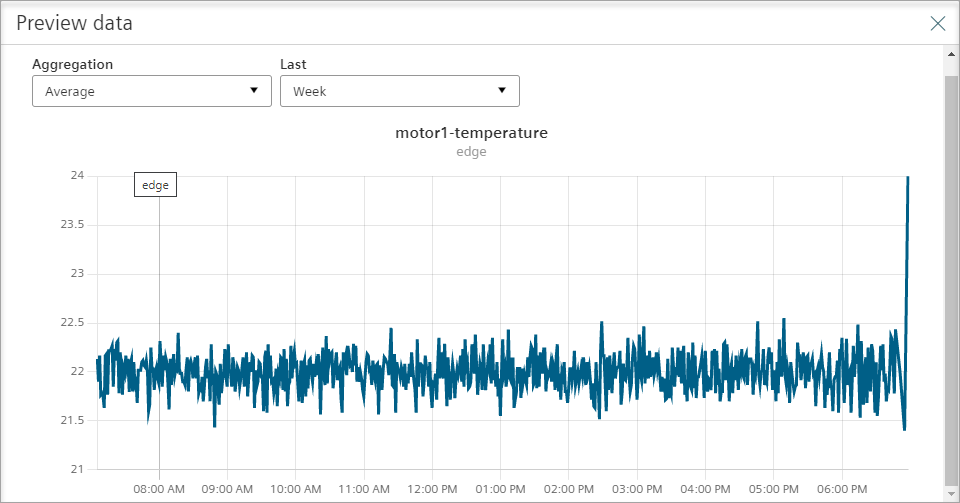 Preview data
Aggregation Last
Average Week
motor1-temperature
edge
24
edge
23.5
23
22.5
22
21.5
21
08:00 AM 09:00 AM 10:00 AM 11:00 AM 12:00 PM 01:00 PM 02:00 PM 03:00 PM 04:00 PM 05:00 PM 06:00 PM